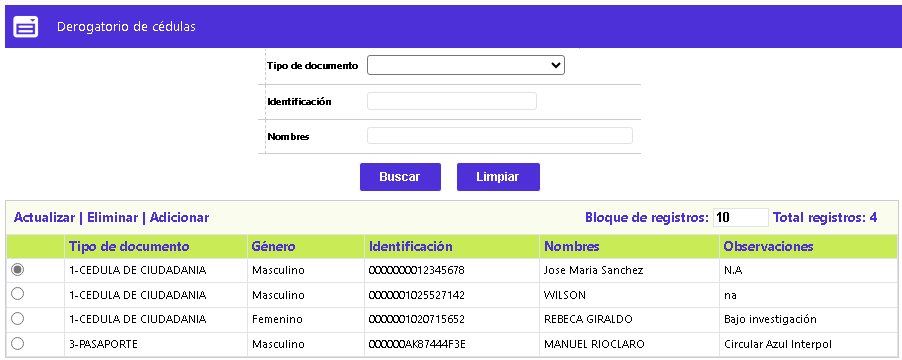 Derogatorio de cédulas
Tipo de documento
Identificación
Nombres
Buscar Limpiar
Actualizar | Eliminar | Adicionar Bloque de registros: 10 Total registros: 4
Tipo de documento Género Identificación Nombres Observaciones
1-CEDULA DE CIUDADANIA Masculino 0000000012345678 Jose Maria Sanchez N.A
1-CEDULA DE CIUDADANIA Masculino 0000001025527142 WILSON na
1-CEDULA DE CIUDADANIA Femenino 0000001020715652 REBECA GIRALDO Bajo investigación
3-PASAPORTE Masculino 000000AK87444F3E MANUEL RIOCLARO Circular Azul Interpol